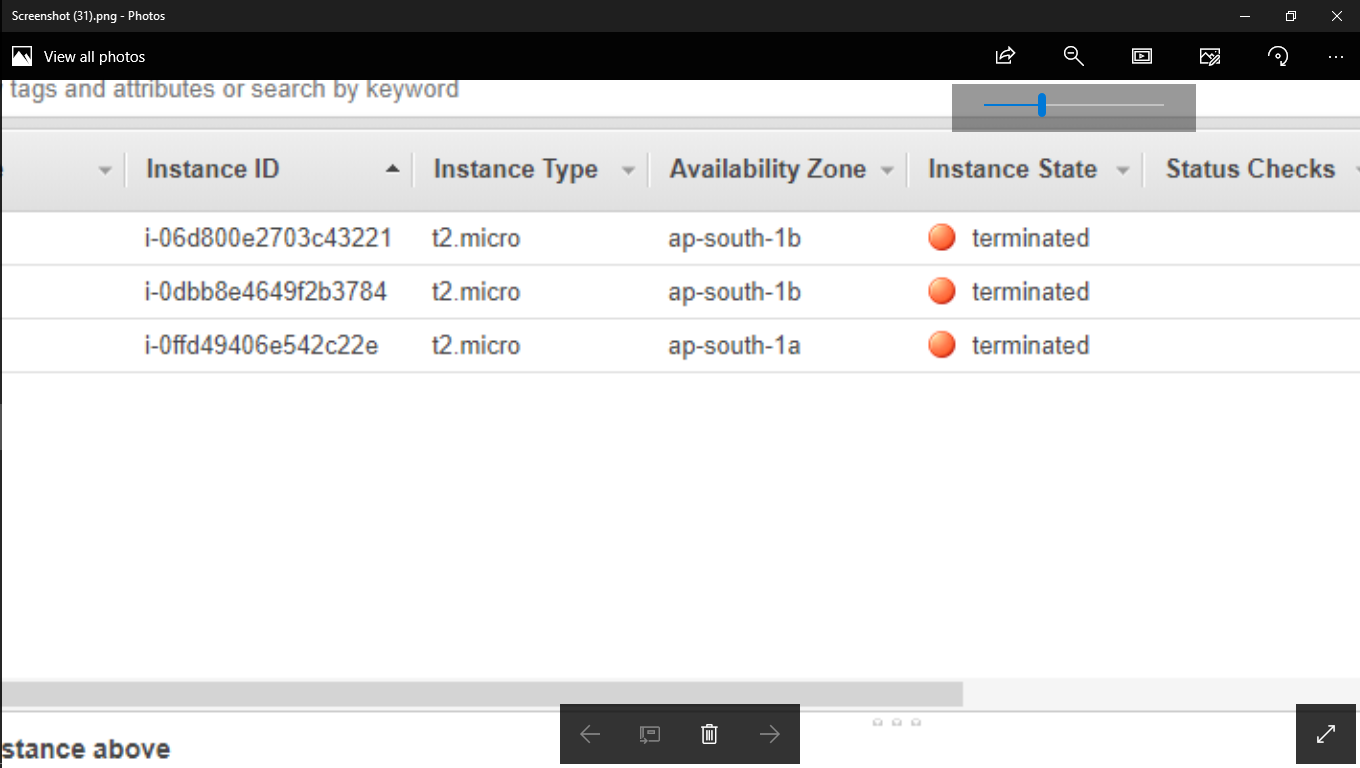 Screenshot (31).png - Photos
View all photos
tags and attributes or search by keyword
Instance ID Instance Type Availability Zone Instance State Status Checks
i-06d800e2703c43221 t2.micro ap-south-1b terminated
i-0dbb8e4649f2b3784 t2.micro ap-south-1b terminated
i-0ffd49406e542c22e t2.micro ap-south-1a terminated
stance above